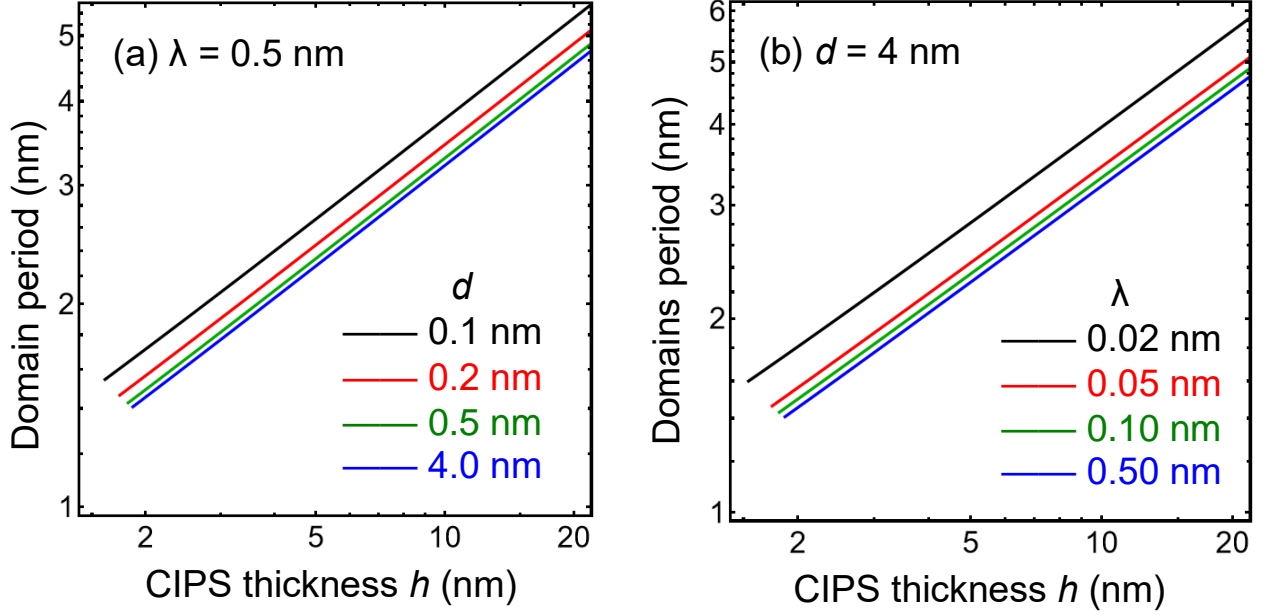 (a) λ = 0.5 nm
Domain period (nm)
5
4
3
2
1
d
0.1 nm
0.2 nm
0.5 nm
4.0 nm
2
5
10
20
CIPS thickness h (nm)
(b) d = 4 nm
Domains period (nm)
6
5
4
3
2
1
λ
0.02 nm
0.05 nm
0.10 nm
0.50 nm
2
5
10
20
CIPS thickness h (nm)